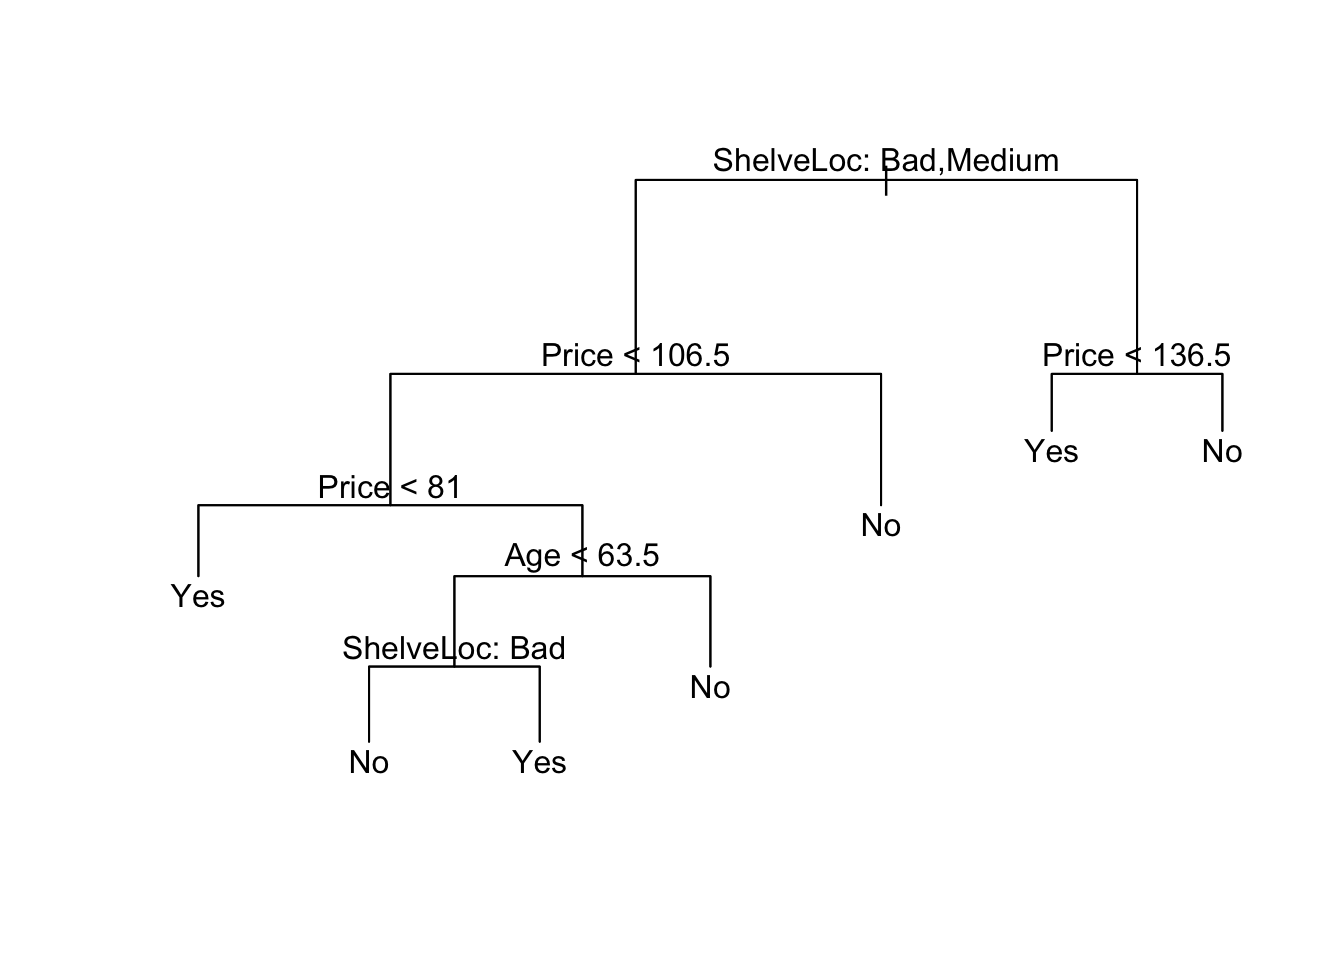 ShelveLoc: Bad,Medium
Price < 106.5
Price < 136.5
Yes
No
Price < 81
No
Age < 63.5
Yes
ShelveLoc: Bad
No
No
Yes